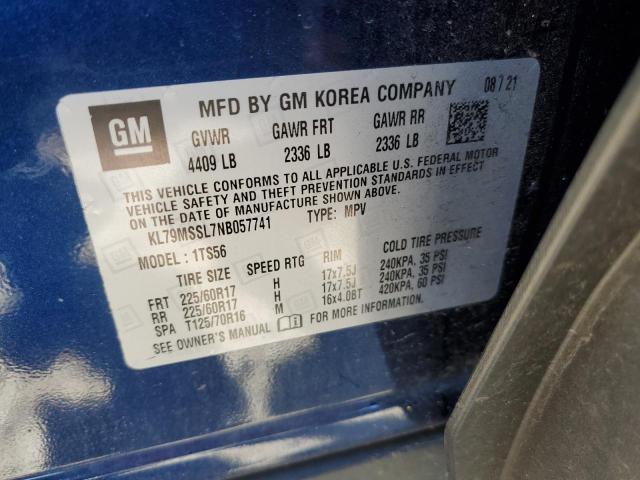 GM
MFD BY GM KOREA COMPANY 08 / 21
GVWR GAWR FRT GAWR RR
4409 LB 2336 LB 2336 LB
THIS VEHICLE CONFORMS TO ALL APPLICABLE U.S. FEDERAL MOTOR
VEHICLE SAFETY AND THEFT PREVENTION STANDARDS IN EFFECT
ON THE DATE OF MANUFACTURE SHOWN ABOVE.
KL79MSSL7NB057741 TYPE: MPV
MODEL : 1TS56
TIRE SIZE SPEED RTG RIM COLD TIRE PRESSURE
FRT 225/60R17 H 17x7.5J 240KPA, 35 PSI
RR 225/60R17 H 17x7.5J 240KPA, 35 PSI
SPA T125/70R16 M 16x4.0BT 420KPA, 60 PSI
SEE OWNER'S MANUAL FOR MORE INFORMATION.